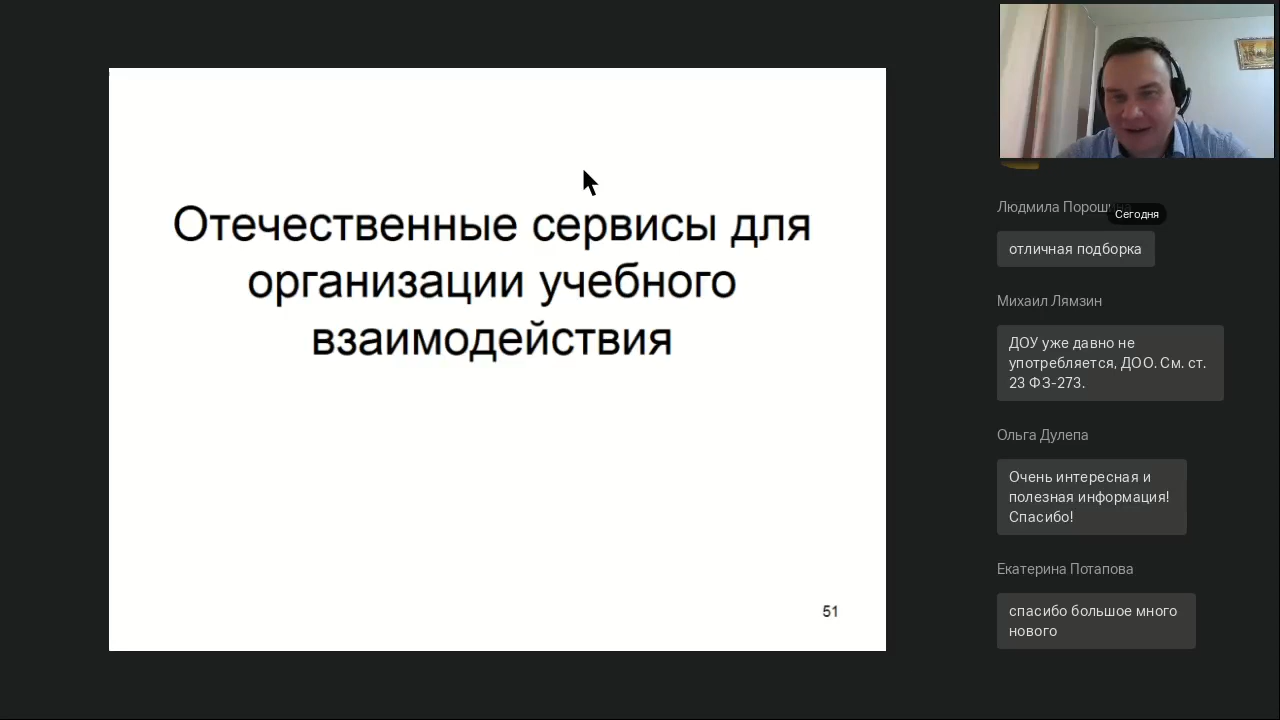 Отечественные сервисы для
организации учебного
взаимодействия
51
Людмила
Сегодня
отличная подборка
Михаил Лямзин
ДОУ уже давно не
употребляется, ДОО. См. ст.
23 ФЗ-273.
Ольга Дулепа
Очень интересная и
полезная информация!
Спасибо!
Екатерина Потапова
спасибо большое много
нового